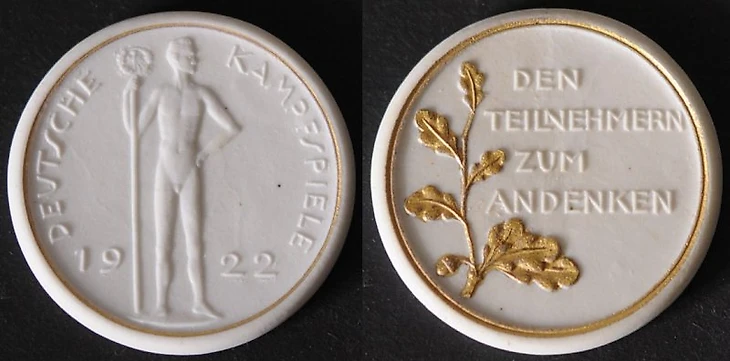 DEUTSCHE KAMPFSPIELE
1922
DEN
TEILNEHMERN
ZUM
ANDENKEN